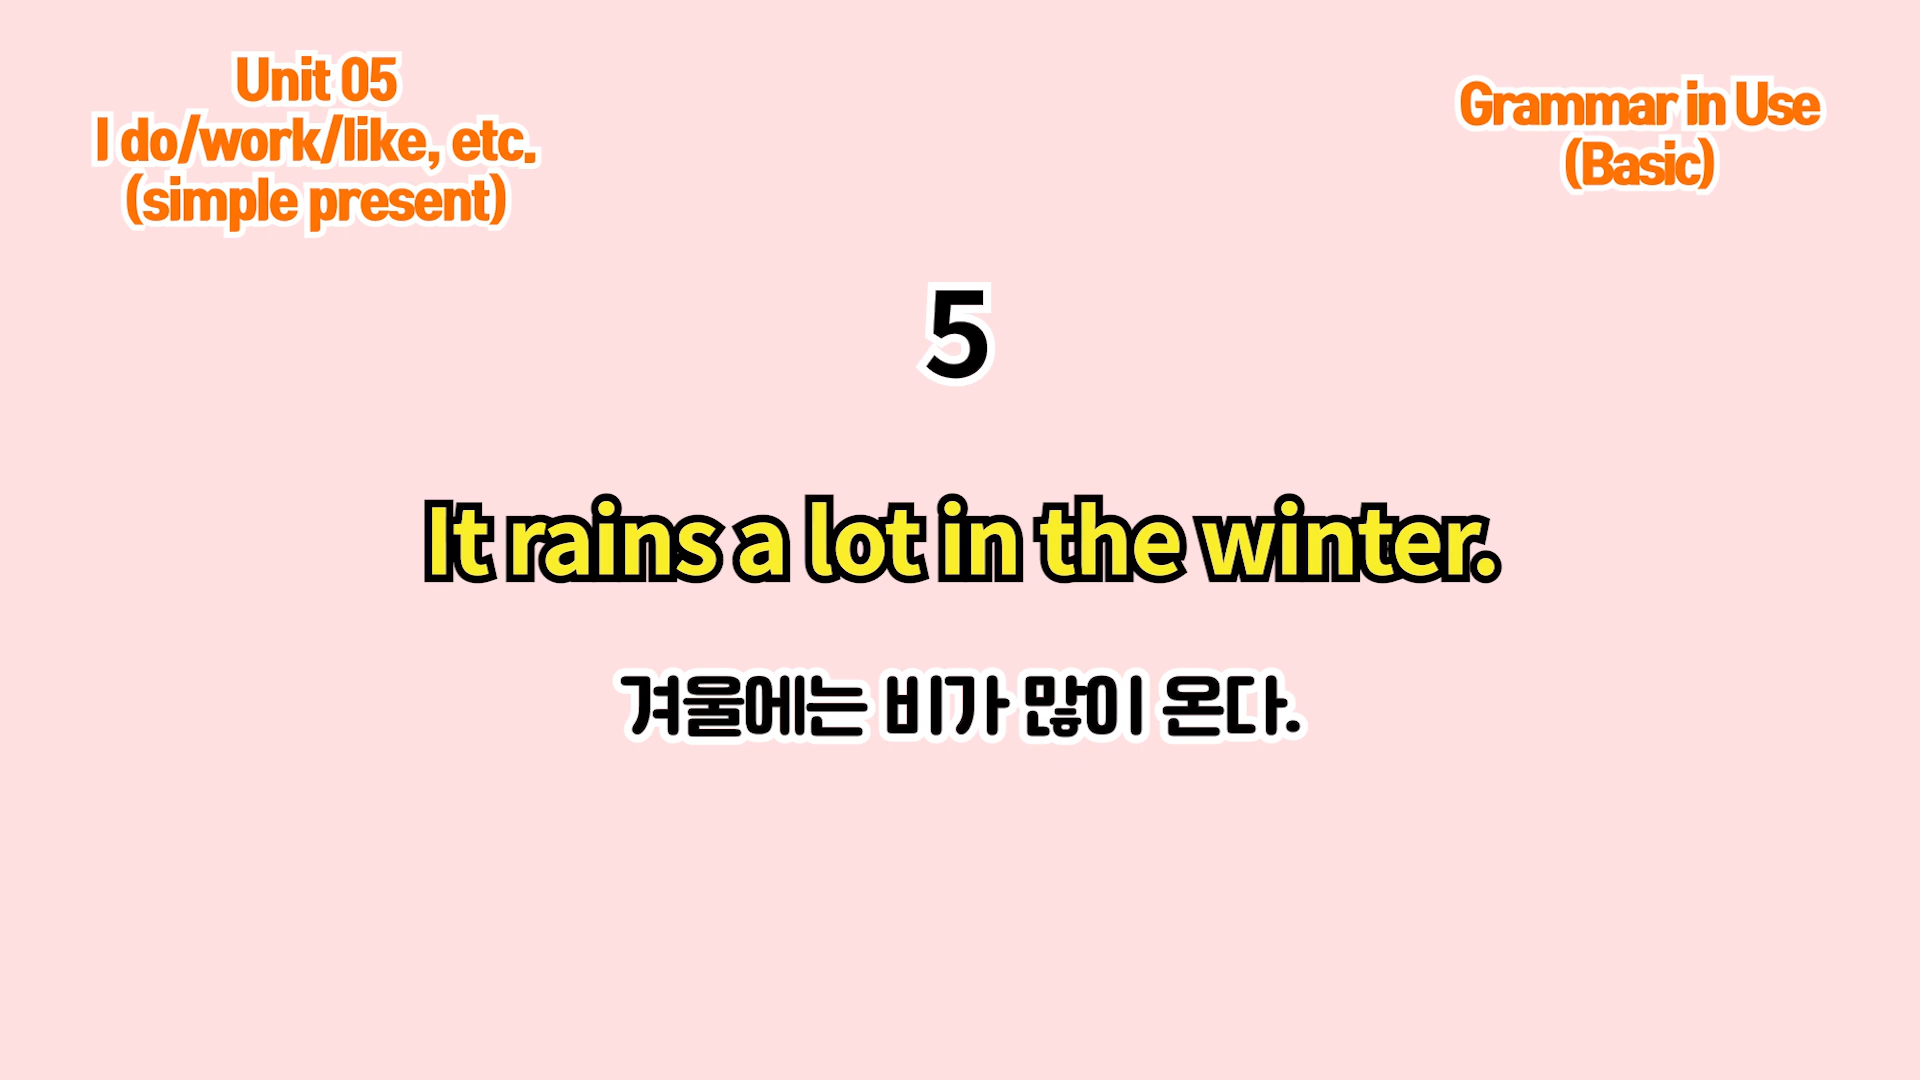 Unit 05
I do/work/like, etc.
(simple present)
Grammar in Use
(Basic)
5
It rains a lot in the winter.
겨울에는 비가 많이 온다.